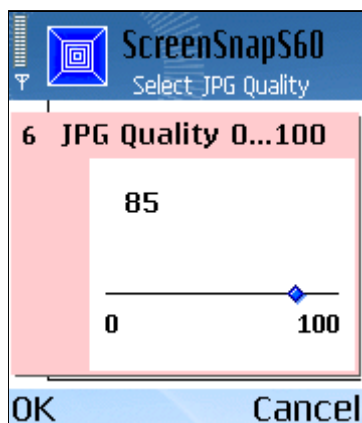 ScreenSnapS60
Select JPG Quality
6 JPG Quality 0...100
85
0 100
OK Cancel